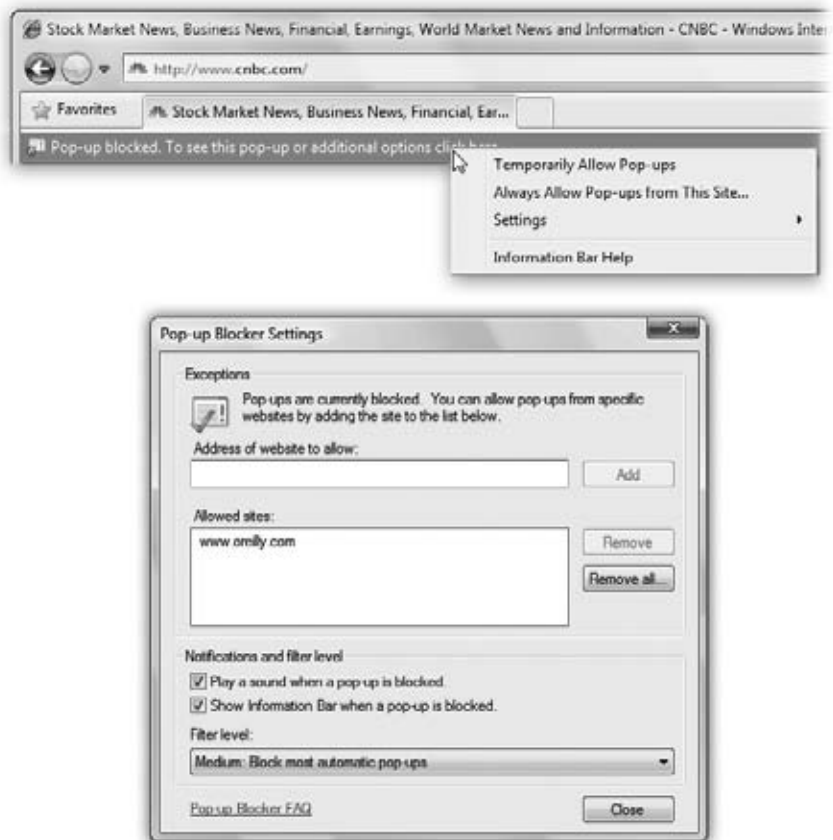 Stock Market News, Business News, Financial, Earnings, World Market News and Information - CNBC - Windows Inter
http://www.cnbc.com/
Favorites
Stock Market News, Business News, Financial, Ear...
Pop-up blocked. To see this pop-up or additional options click here
Temporarily Allow Pop-ups
Always Allow Pop-ups from This Site...
Settings
Information Bar Help
Pop-up Blocker Settings
x
Exceptions
Pop-ups are currently blocked. You can allow pop-ups from specific
websites by adding the site to the list below.
Address of website to allow:
Add
Allowed sites:
www.oreilly.com
Remove
Remove all...
Notifications and filter level
Play a sound when a pop-up is blocked.
Show Information Bar when a pop-up is blocked.
Filter level:
Medium: Block most automatic pop-ups
Pop-up Blocker FAQ
Close